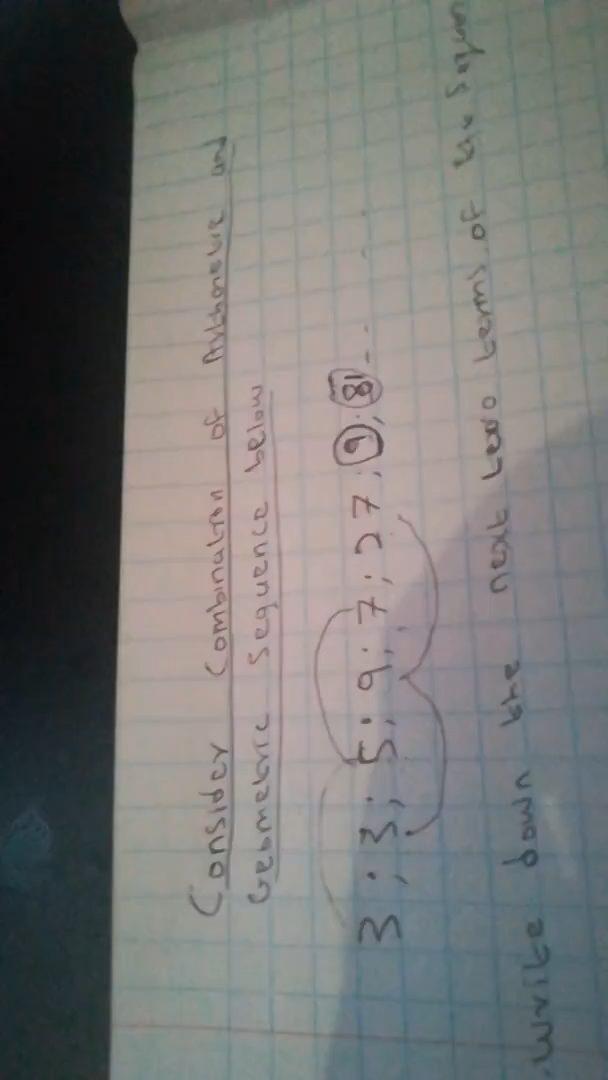 Consider Combination of Arithmetic and
Geometric Sequence below
3 ; 3 ; 5 ; 9 ; 7 ; 27 ; 9 ; 81 - . . . .
Write down the next two terms of the